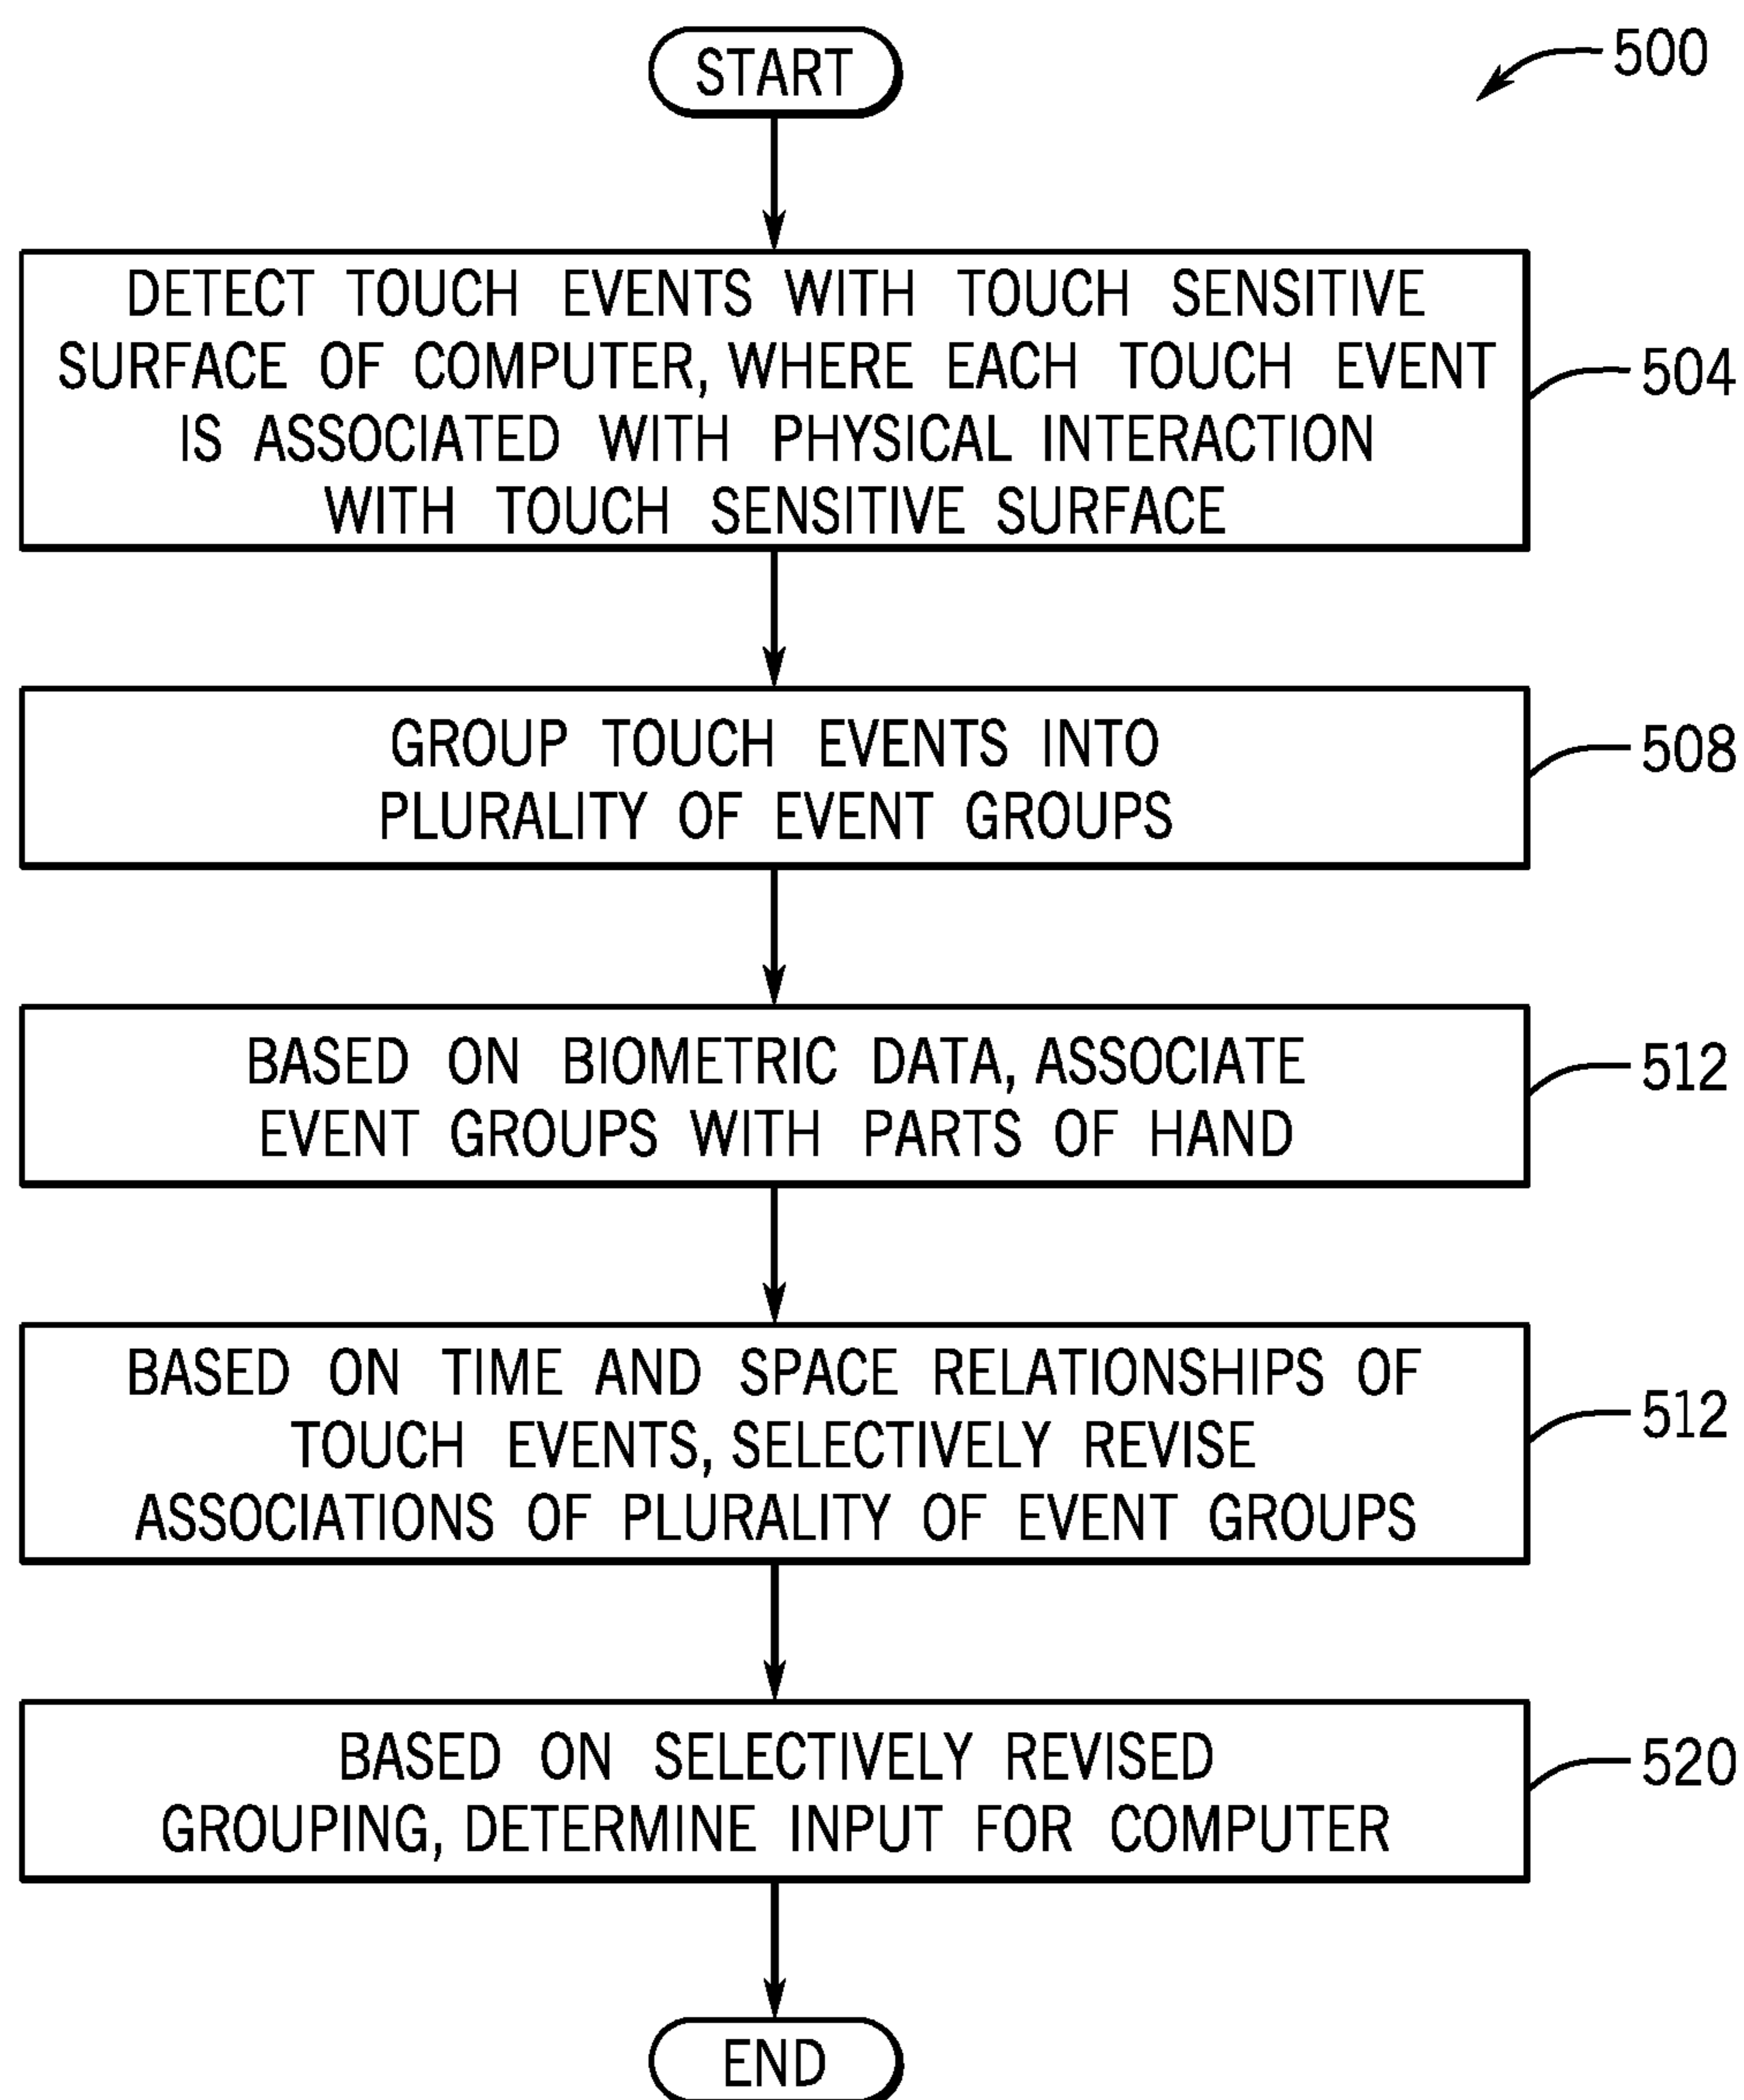 START
500
DETECT TOUCH EVENTS WITH TOUCH SENSITIVE
SURFACE OF COMPUTER, WHERE EACH TOUCH EVENT
IS ASSOCIATED WITH PHYSICAL INTERACTION
WITH TOUCH SENSITIVE SURFACE
504
GROUP TOUCH EVENTS INTO
PLURALITY OF EVENT GROUPS
508
BASED ON BIOMETRIC DATA, ASSOCIATE
EVENT GROUPS WITH PARTS OF HAND
512
BASED ON TIME AND SPACE RELATIONSHIPS OF
TOUCH EVENTS, SELECTIVELY REVISE
ASSOCIATIONS OF PLURALITY OF EVENT GROUPS
512
BASED ON SELECTIVELY REVISED
GROUPING, DETERMINE INPUT FOR COMPUTER
520
END